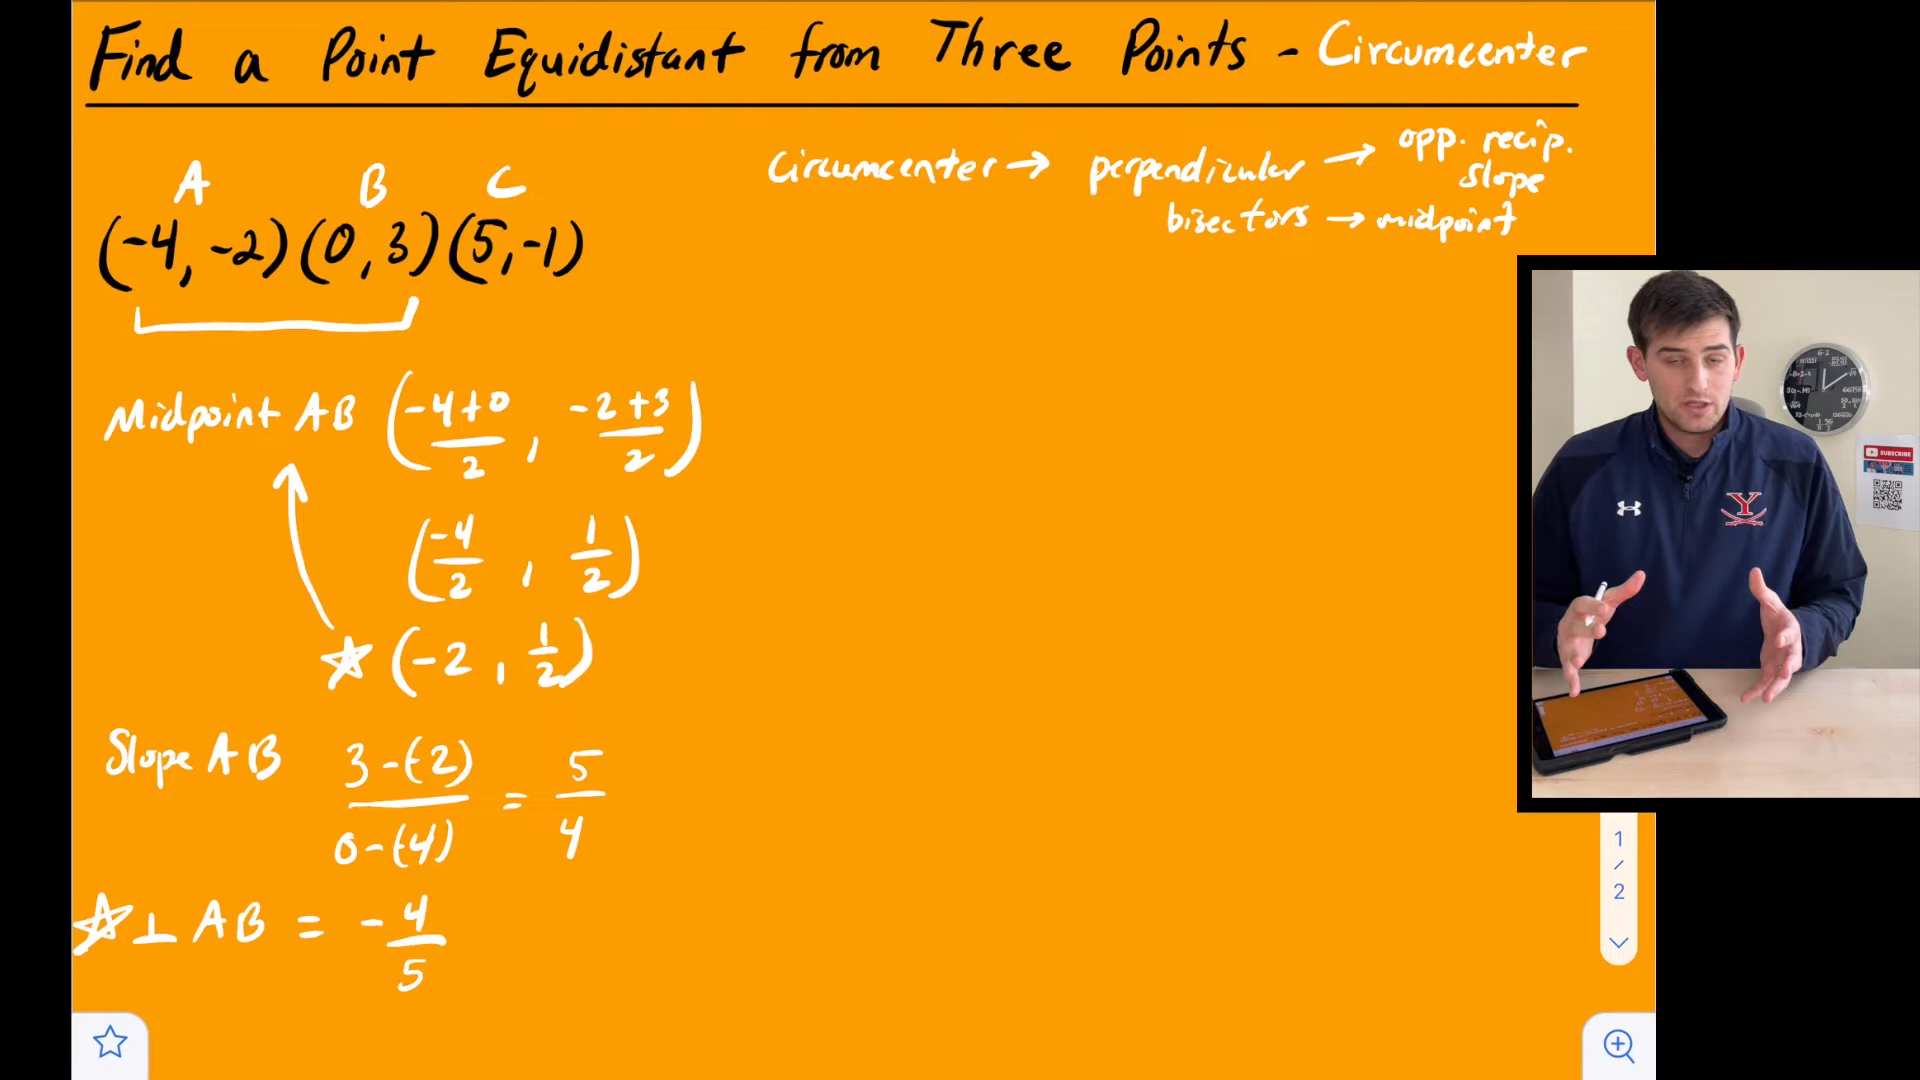 Find a Point Equidistant from Three Points - Circumcenter
Circumcenter → perpendicular → opp. recip. slope
bisectors → midpoint
A B C
(-4, -2) (0, 3) (5, -1)
Midpoint AB (-4+0/2 , -2+3/2)
(-4/2 , 1/2)
☆ (-2 , 1/2)
Slope AB 3-(-2)/0-(-4) = 5/4
☆ ⊥ AB = -4/5
Y
SUBSCRIBE
1
/
2